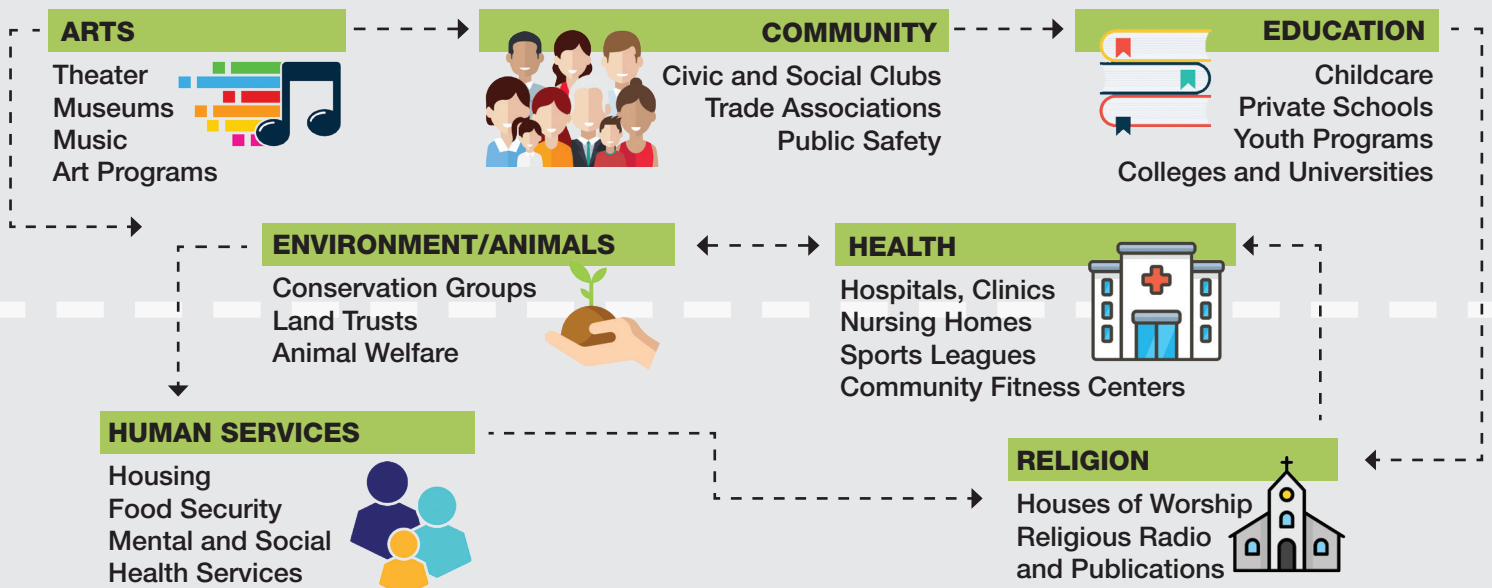 ARTS
Theater
Museums
Music
Art Programs
COMMUNITY
Civic and Social Clubs
Trade Associations
Public Safety
EDUCATION
Childcare
Private Schools
Youth Programs
Colleges and Universities
ENVIRONMENT/ANIMALS
Conservation Groups
Land Trusts
Animal Welfare
HEALTH
Hospitals, Clinics
Nursing Homes
Sports Leagues
Community Fitness Centers
HUMAN SERVICES
Housing
Food Security
Mental and Social
Health Services
RELIGION
Houses of Worship
Religious Radio
and Publications